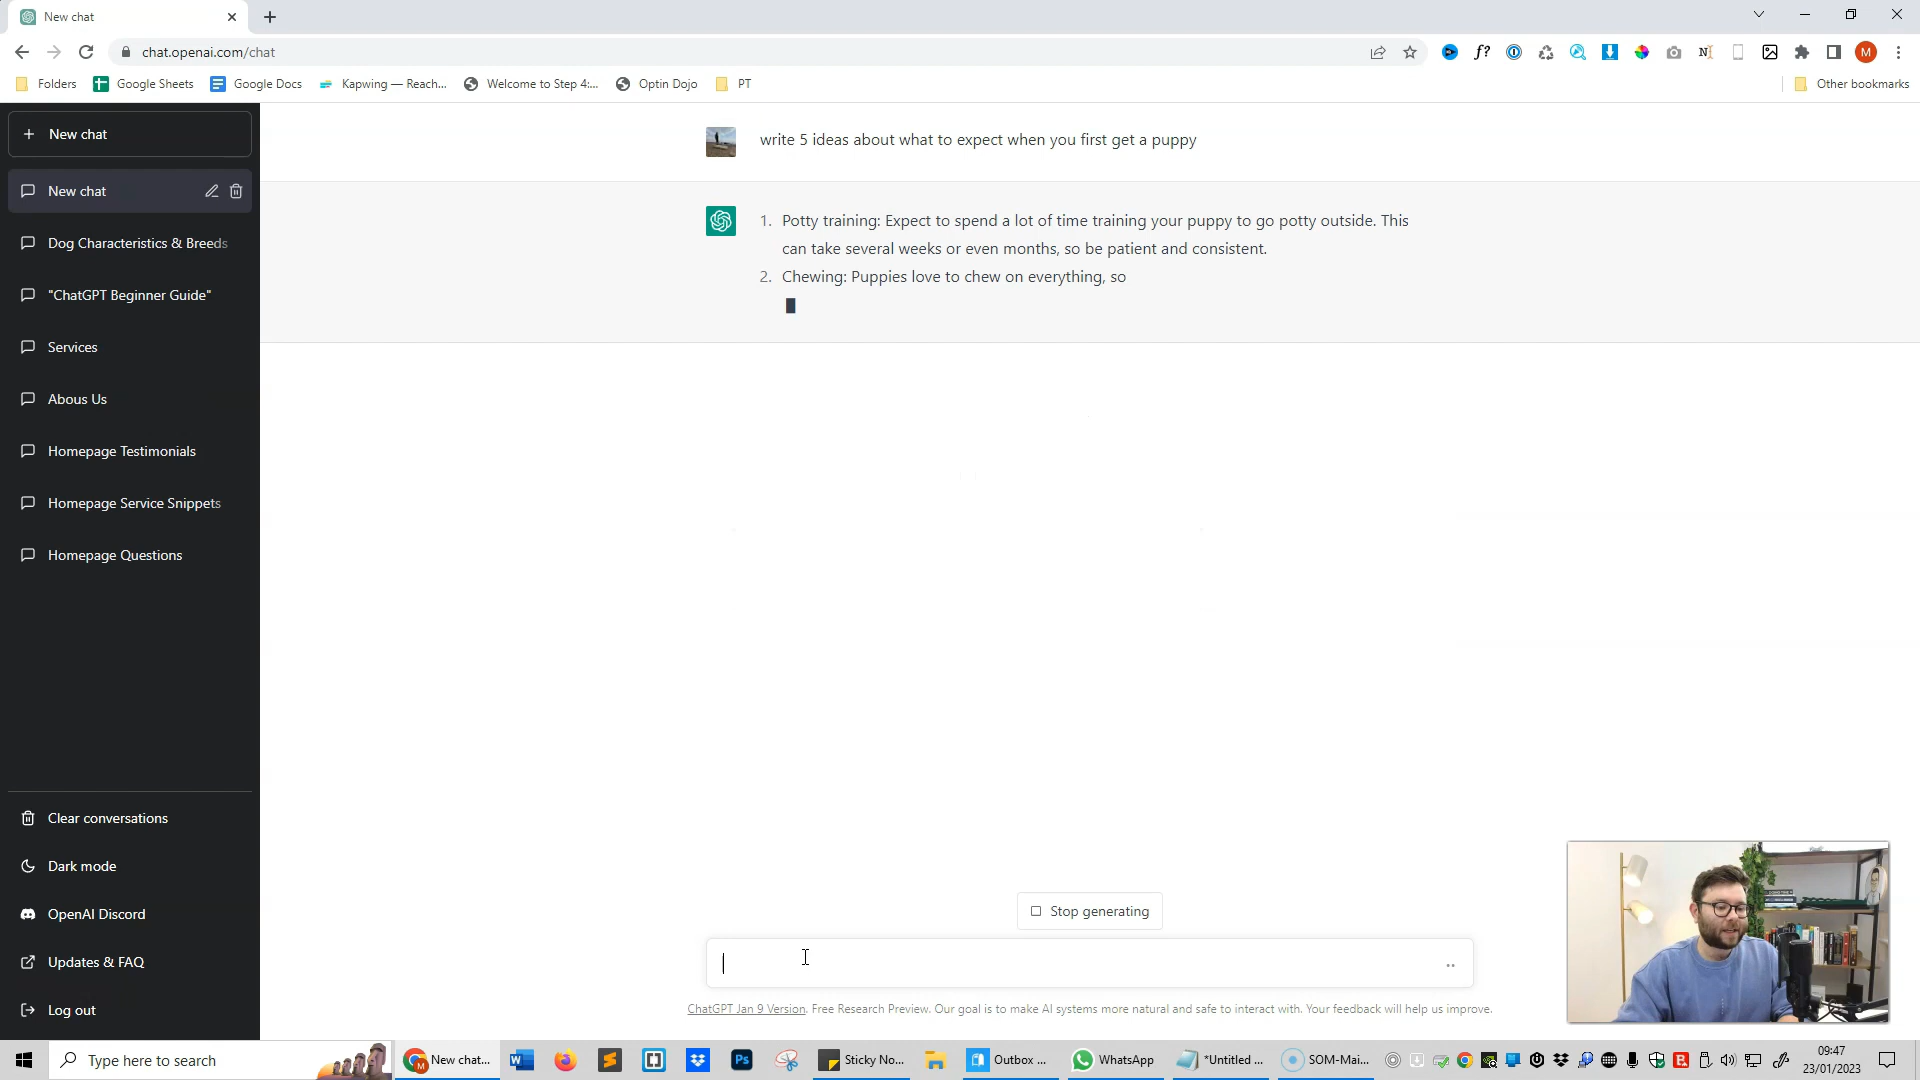 New chat
chat.openai.com/chat
f?
M
Folders
Google Sheets
Google Docs
Kapwing — Reach...
Welcome to Step 4:...
Optin Dojo
PT
Other bookmarks
New chat
New chat
Dog Characteristics & Breeds
"ChatGPT Beginner Guide"
Services
Abous Us
Homepage Testimonials
Homepage Service Snippets
Homepage Questions
Clear conversations
Dark mode
OpenAI Discord
Updates & FAQ
Log out
write 5 ideas about what to expect when you first get a puppy
1. Potty training: Expect to spend a lot of time training your puppy to go potty outside. This
can take several weeks or even months, so be patient and consistent.
2. Chewing: Puppies love to chew on everything, so
Stop generating
ChatGPT Jan 9 Version. Free Research Preview. Our goal is to make AI systems more natural and safe to interact with. Your feedback will help us improve.
Type here to search
New chat...
Ps
Sticky No...
Outbox ...
WhatsApp
*Untitled ...
SOM-Mai...
09:47
23/01/2023